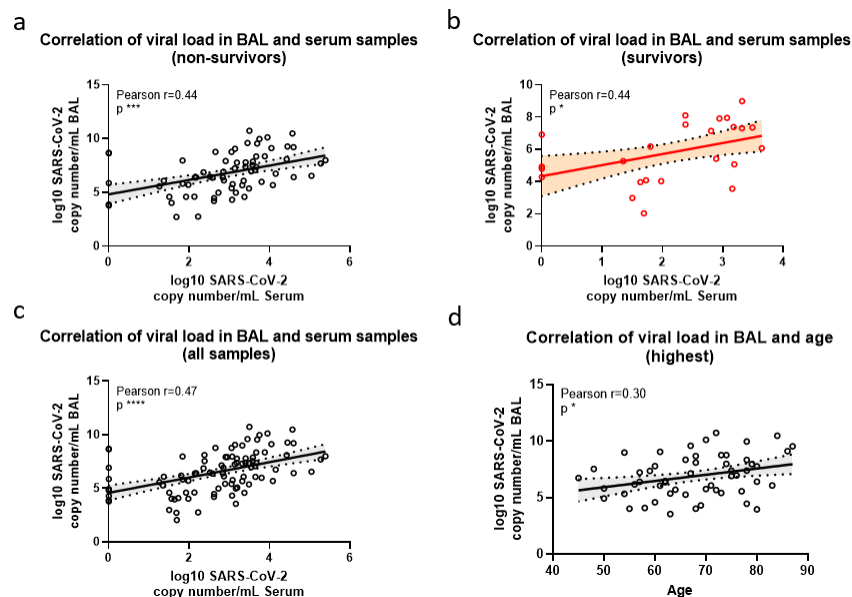 a
Correlation of viral load in BAL and serum samples
(non-survivors)
Pearson r=0.44
p ***
log10 SARS-CoV-2
copy number/mL BAL
15
10
5
0
0 2 4 6
log10 SARS-CoV-2
copy number/mL Serum
b
Correlation of viral load in BAL and serum samples
(survivors)
Pearson r=0.44
p *
log10 SARS-CoV-2
copy number/mL BAL
10
8
6
4
2
0
0 1 2 3 4
log10 SARS-CoV-2
copy number/mL Serum
c
Correlation of viral load in BAL and serum samples
(all samples)
Pearson r=0.47
p ****
log10 SARS-CoV-2
copy number/mL BAL
15
10
5
0
0 2 4 6
log10 SARS-CoV-2
copy number/mL Serum
d
Correlation of viral load in BAL and age
(highest)
Pearson r=0.30
p *
log10 SARS-CoV-2
copy number/mL BAL
15
10
5
0
40 50 60 70 80 90
Age